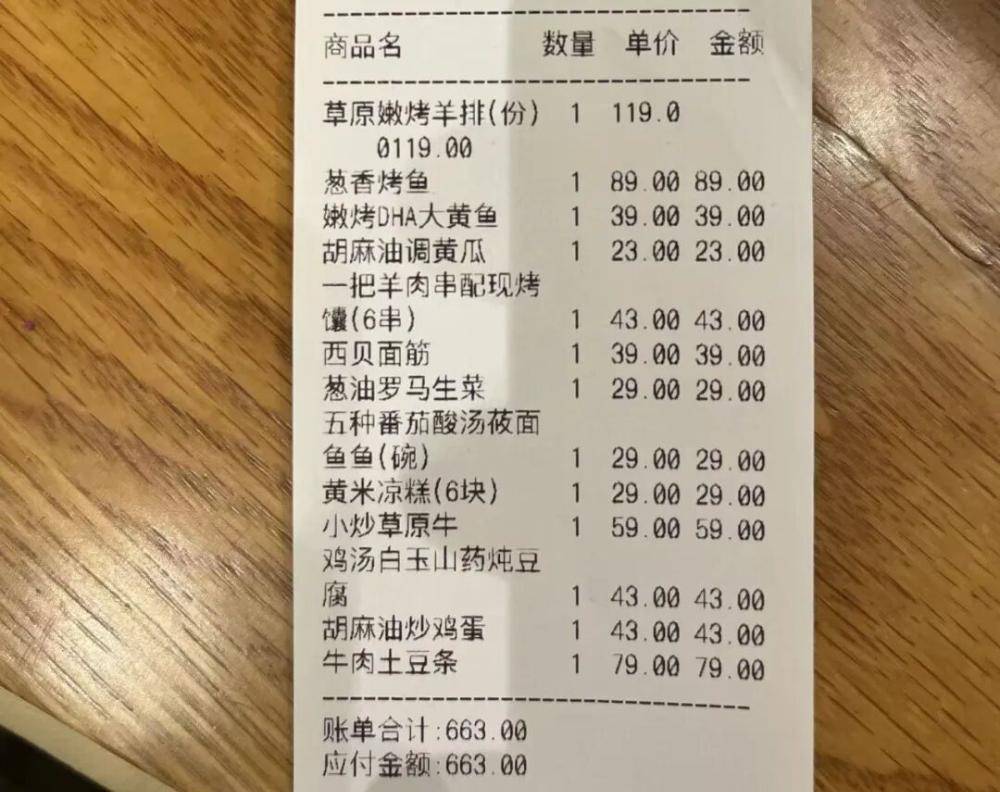 商品名 数量 单价 金额
草原嫩烤羊排(份) 1 119.0
0119.00
葱香烤鱼 1 89.00 89.00
嫩烤DHA大黄鱼 1 39.00 39.00
胡麻油调黄瓜 1 23.00 23.00
一把羊肉串配现烤
馕(6串) 1 43.00 43.00
西贝面筋 1 39.00 39.00
葱油罗马生菜 1 29.00 29.00
五种番茄酸汤莜面
鱼鱼(碗) 1 29.00 29.00
黄米凉糕(6块) 1 29.00 29.00
小炒草原牛 1 59.00 59.00
鸡汤白玉山药炖豆
腐 1 43.00 43.00
胡麻油炒鸡蛋 1 43.00 43.00
牛肉土豆条 1 79.00 79.00
账单合计:663.00
应付金额:663.00